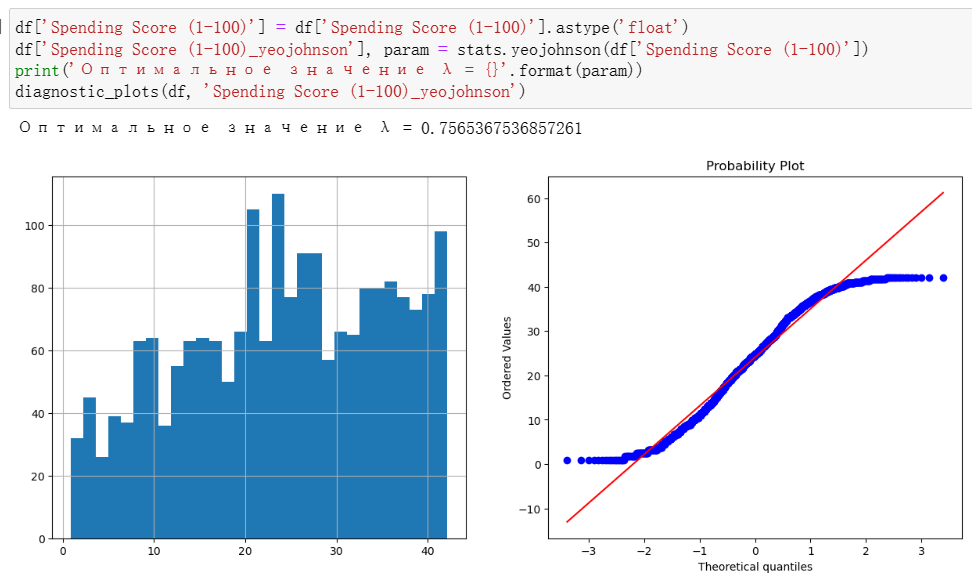 df['Spending Score (1-100)'] = df['Spending Score (1-100)'].astype('float')
df['Spending Score (1-100)_yeojohnson'], param = stats.yeojohnson(df['Spending Score (1-100)'])
print('Оптимальное значение λ = {}'.format(param))
diagnostic_plots(df, 'Spending Score (1-100)_yeojohnson')
Оптимальное значение λ = 0.7565367536857261
100
80
60
40
20
0
0 10 20 30 40
Probability Plot
Ordered Values
60
50
40
30
20
10
0
−10
−3 −2 −1 0 1 2 3
Theoretical quantiles